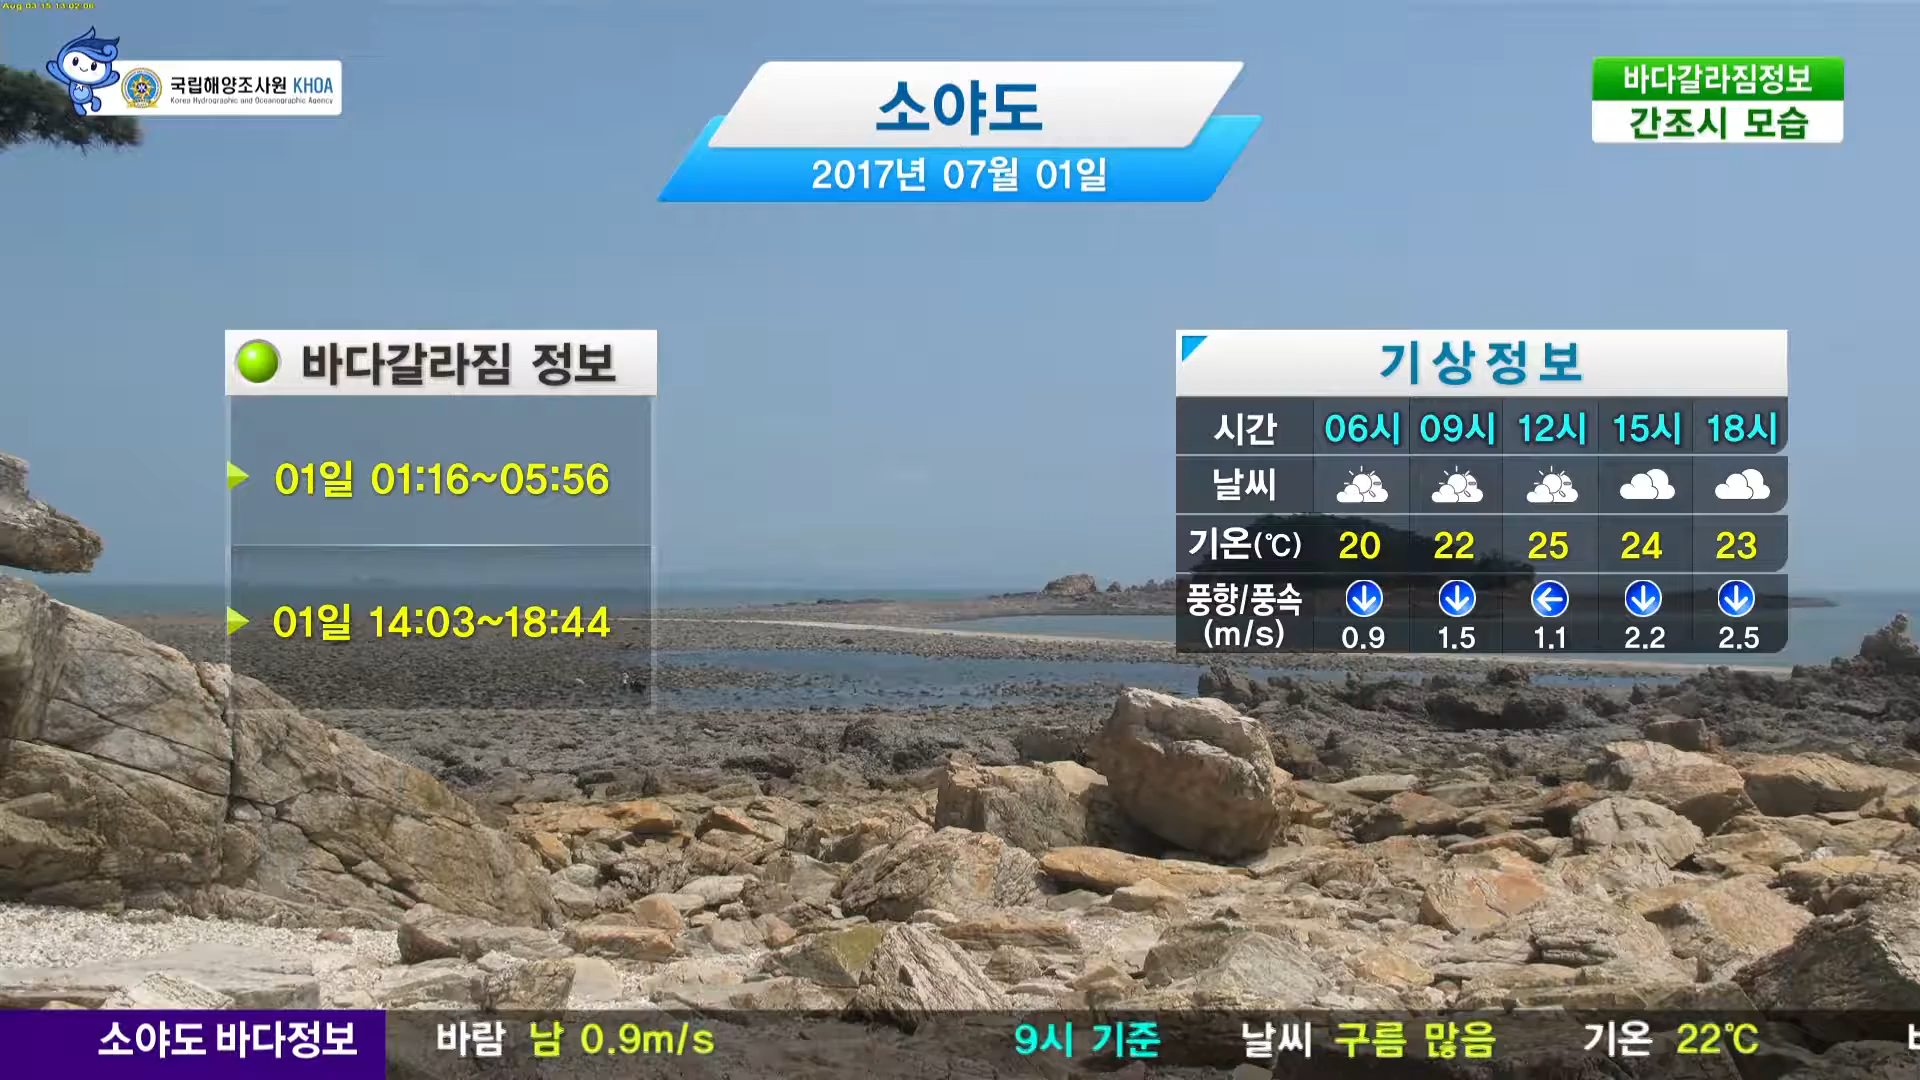 Aug 03 15 13:02:06
국립해양조사원 KHOA
Korea Hydrographic and Oceanographic Agency
소야도
2017년 07월 01일
바다갈라짐정보
간조시 모습
바다갈라짐 정보
01일 01:16~05:56
01일 14:03~18:44
기상정보
시간 06시 09시 12시 15시 18시
날씨
기온(℃) 20 22 25 24 23
풍향/풍속
(m/s) 0.9 1.5 1.1 2.2 2.5
소야도 바다정보 바람 남 0.9m/s 9시 기준 날씨 구름 많음 기온 22℃